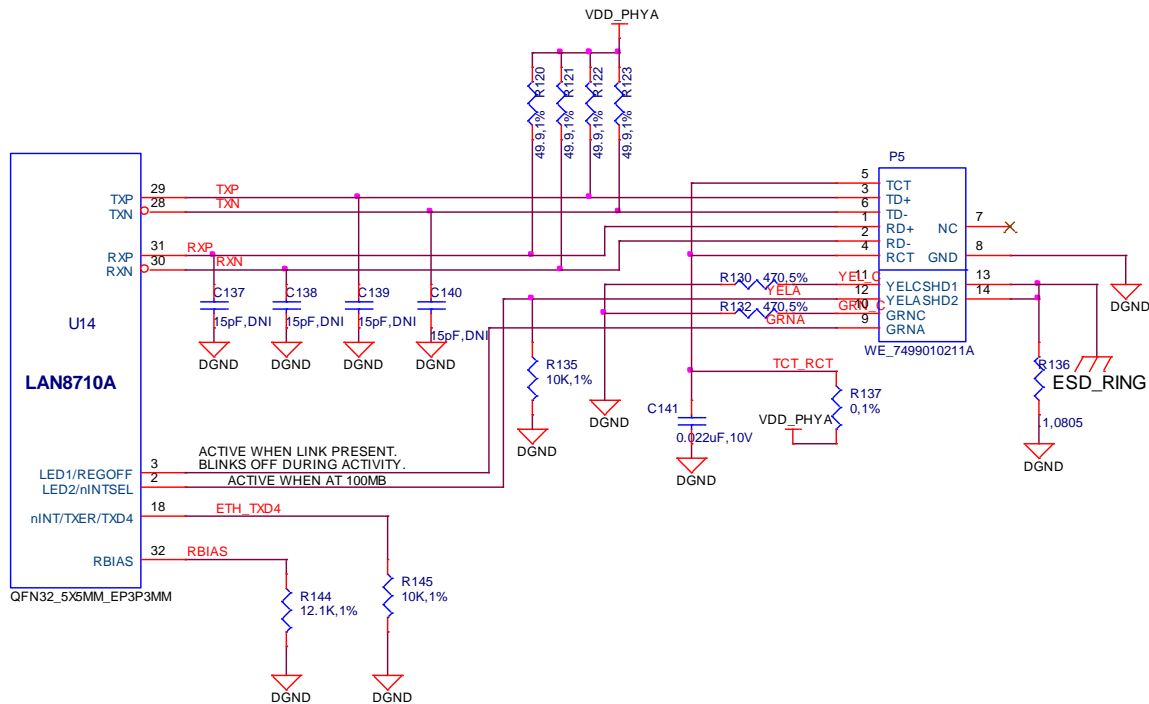 VDD_PHYA
R120
R121
R122
R123
49.9,1%
49.9,1%
49.9,1%
49.9,1%
P5
29
TXP
TXP
28
TXN
TXN
31
RXP
RXP
30
RXN
RXN
5
TCT
3
TD+
6
TD-
1
RD+
2
RD-
4
RCT
NC
7
GND
8
11
YELC
12
YELA
10
GRNC
9
GRNA
SHD1
13
SHD2
14
WE_7499010211A
R130
470,5%
YEL_C
YELA
R132
470,5%
GRN_C
GRNA
C137
15pF,DNI
C138
15pF,DNI
C139
15pF,DNI
C140
15pF,DNI
DGND
DGND
DGND
DGND
DGND
U14
LAN8710A
R135
10K,1%
DGND
DGND
TCT_RCT
R137
0,1%
VDD_PHYA
C141
0.022uF,10V
DGND
R136
1,0805
DGND
ESD_RING
ACTIVE WHEN LINK PRESENT.
BLINKS OFF DURING ACTIVITY.
ACTIVE WHEN AT 100MB
LED1/REGOFF
3
LED2/nINTSEL
2
nINT/TXER/TXD4
18
ETH_TXD4
RBIAS
32
RBIAS
QFN32_5X5MM_EP3P3MM
R144
12.1K,1%
R145
10K,1%
DGND
DGND